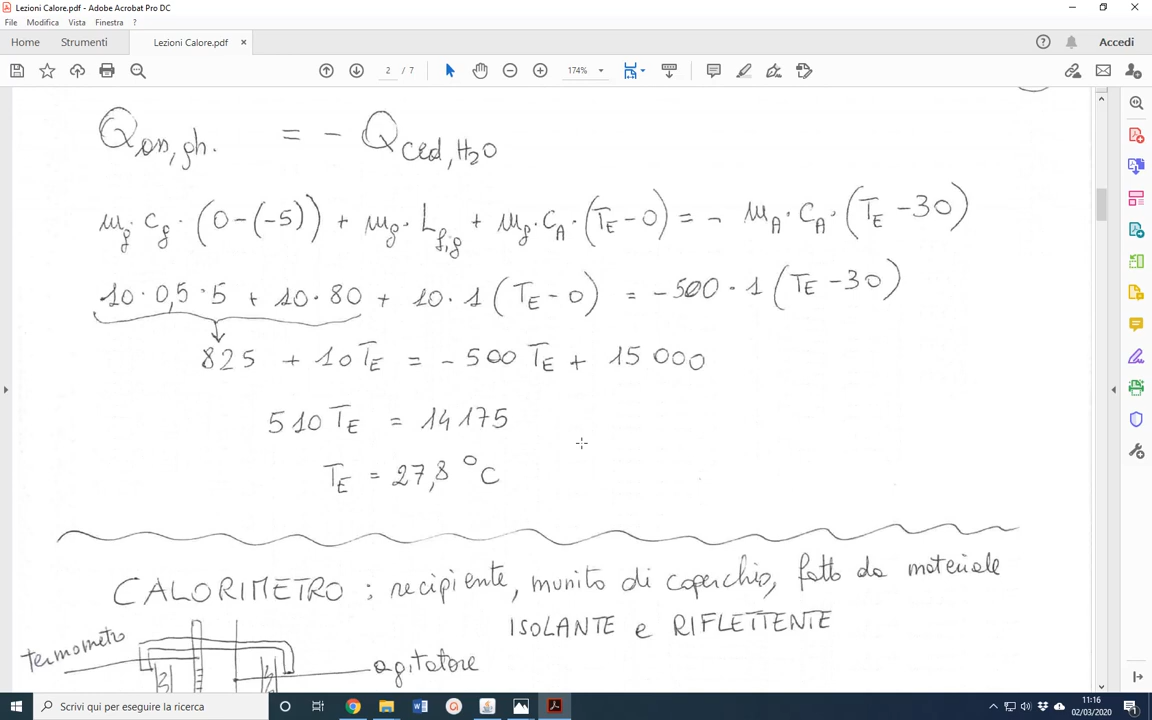 Lezioni Calore.pdf - Adobe Acrobat Pro DC
File Modifica Vista Finestra ?
Home Strumenti Lezioni Calore.pdf × Accedi
2 / 7 174%
Q ass, gh. = - Q ced, H2O
mg · cg · (0-(-5)) + mg · Lf,g + mg · cA · (TE - 0) = - mA · cA · (TE - 30)
10 · 0,5 · 5 + 10 · 80 + 10 · 1 (TE - 0) = - 500 · 1 (TE - 30)
825 + 10 TE = - 500 TE + 15 000
510 TE = 14175
TE = 27,8 °C
CALORIMETRO : recipiente, munito di coperchio, fatto da materiale
ISOLANTE e RIFLETTENTE
termometro
agitatore
Scrivi qui per eseguire la ricerca
11:16
02/03/2020